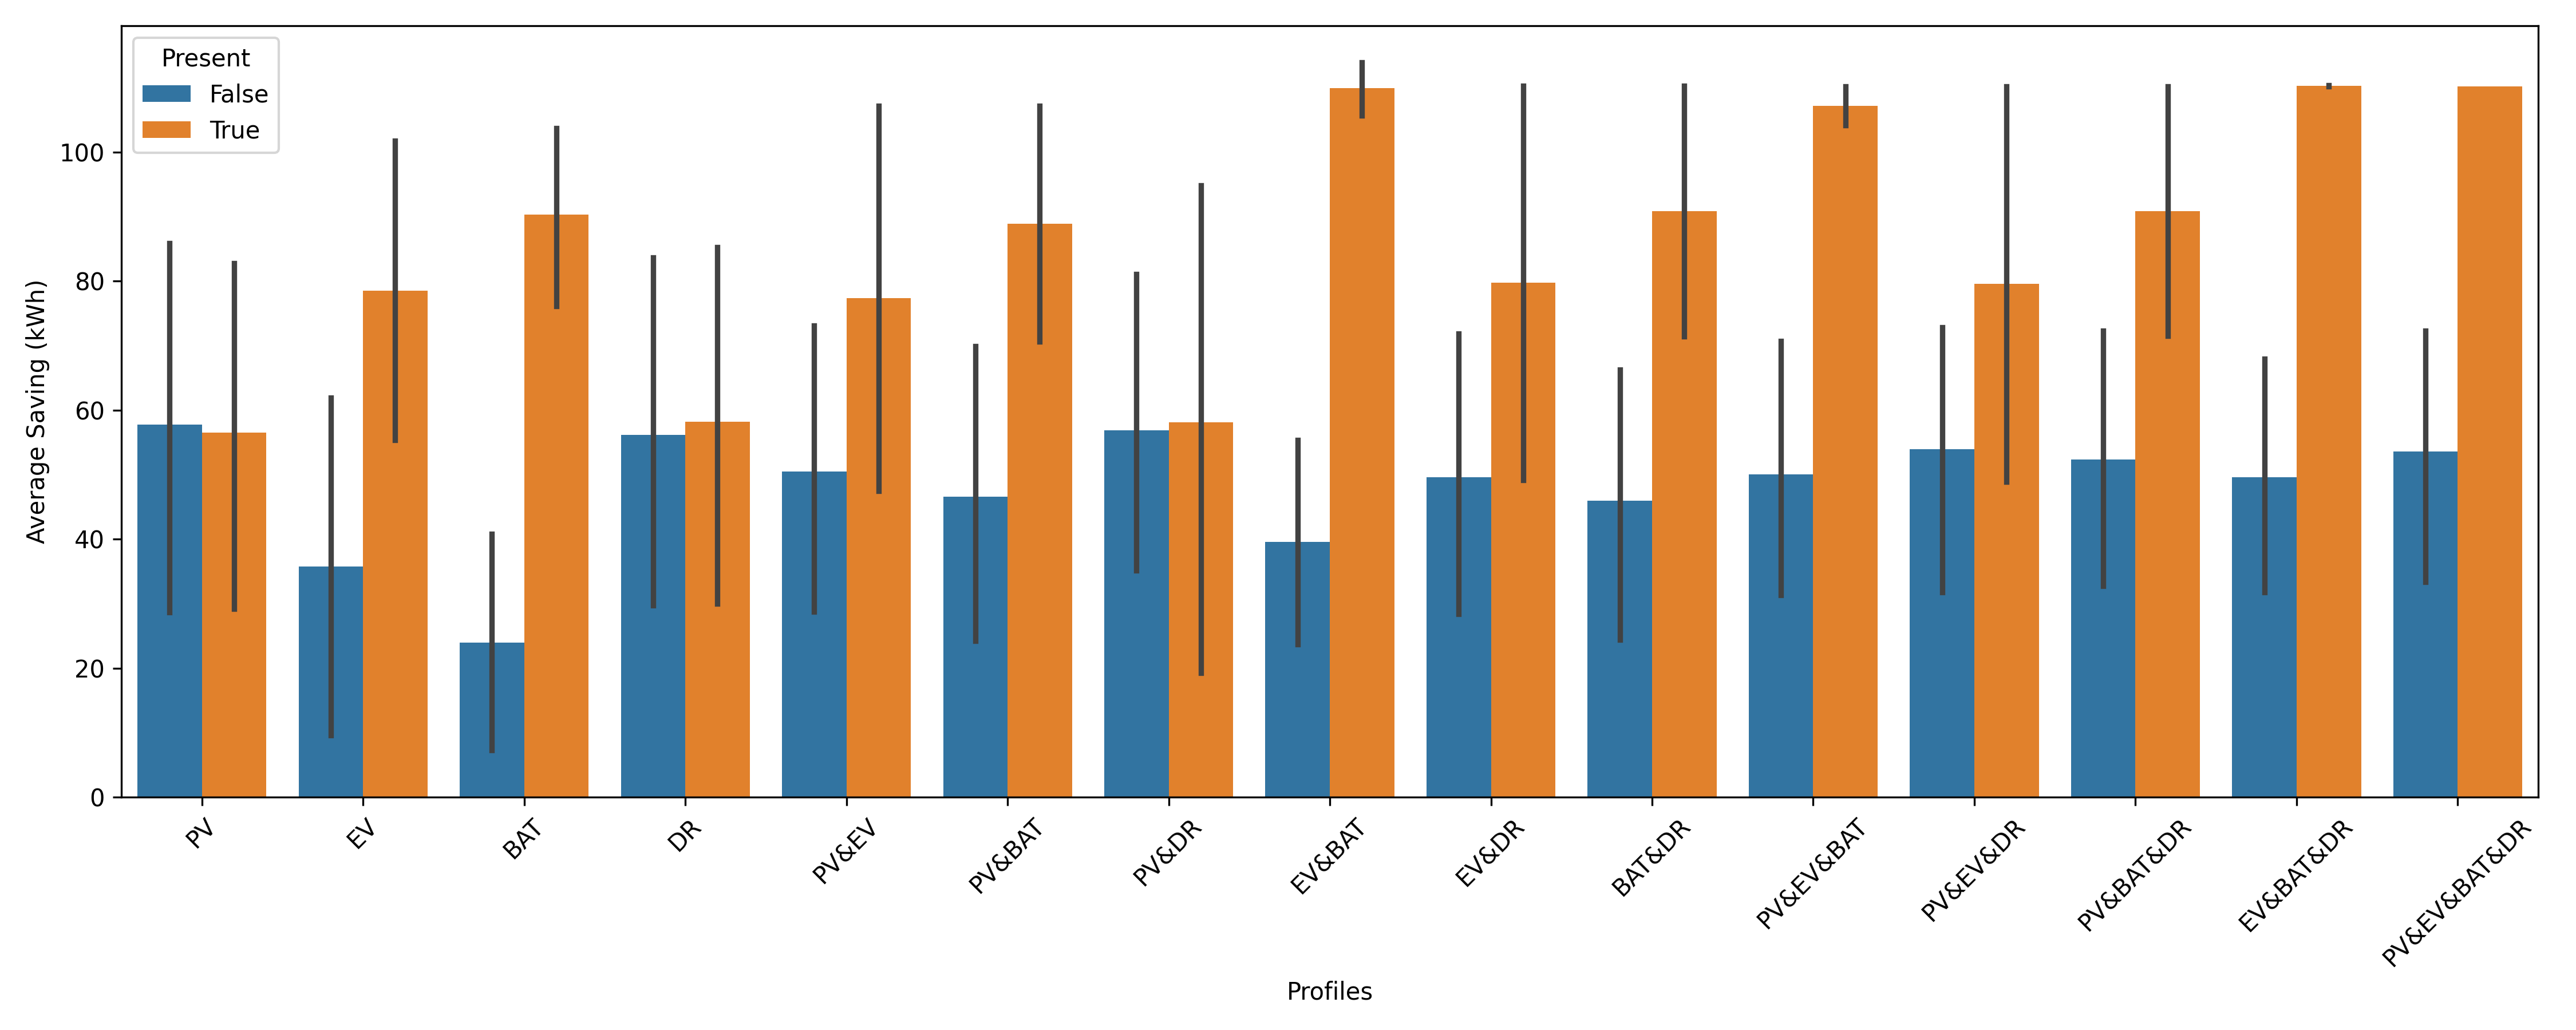 Present
False
True
Average Saving (kWh)
100
80
60
40
20
0
PV
EV
BAT
DR
PV&EV
PV&BAT
PV&DR
EV&BAT
EV&DR
BAT&DR
PV&EV&BAT
PV&EV&DR
PV&BAT&DR
EV&BAT&DR
PV&EV&BAT&DR
Profiles